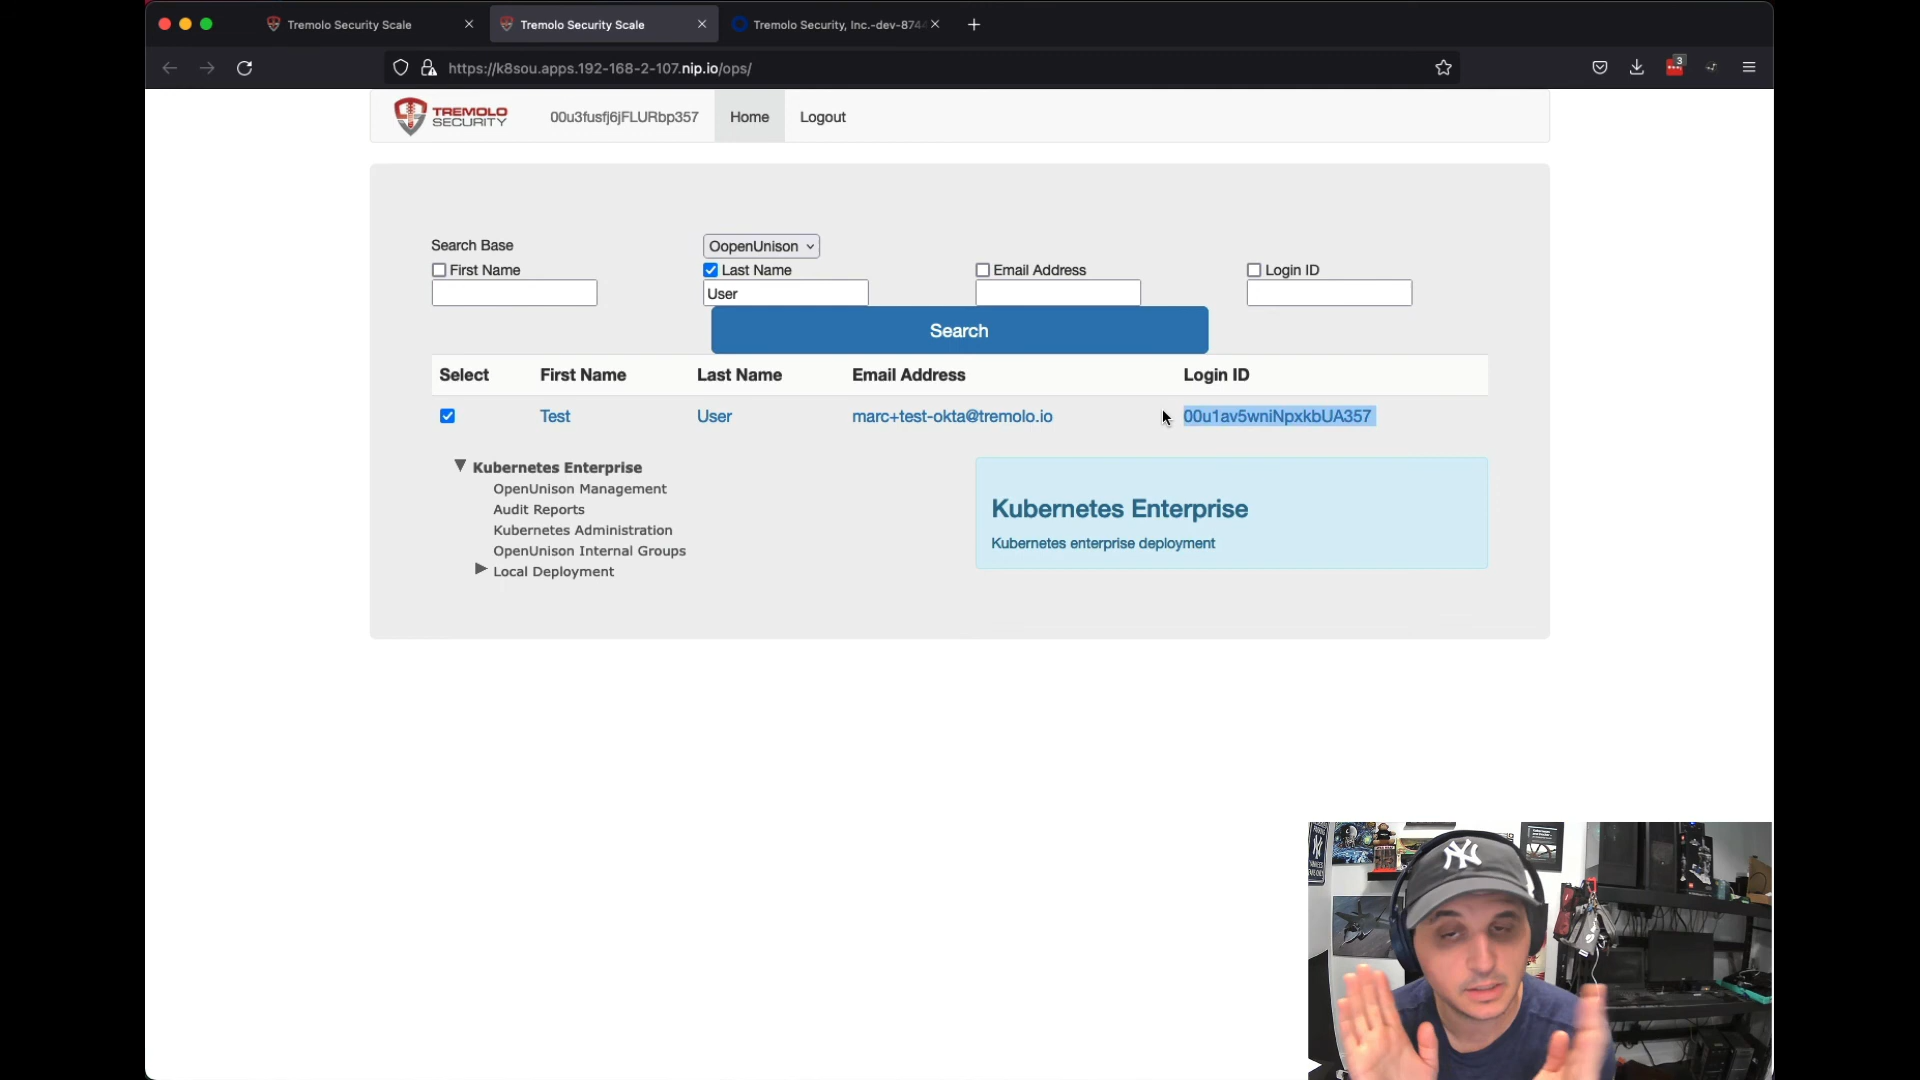 Tremolo Security Scale
Tremolo Security Scale
Tremolo Security, Inc.-dev-874
https://k8sou.apps.192-168-2-107.nip.io/ops/
3
TREMOLO
SECURITY
00u3fusfj6jFLURbp357
Home
Logout
Search Base
OopenUnison
First Name
Last Name
Email Address
Login ID
User
Search
Select First Name Last Name Email Address Login ID
Test User marc+test-okta@tremolo.io 00u1av5wniNpxkbUA357
Kubernetes Enterprise
OpenUnison Management
Audit Reports
Kubernetes Administration
OpenUnison Internal Groups
Local Deployment
Kubernetes Enterprise
Kubernetes enterprise deployment
NY